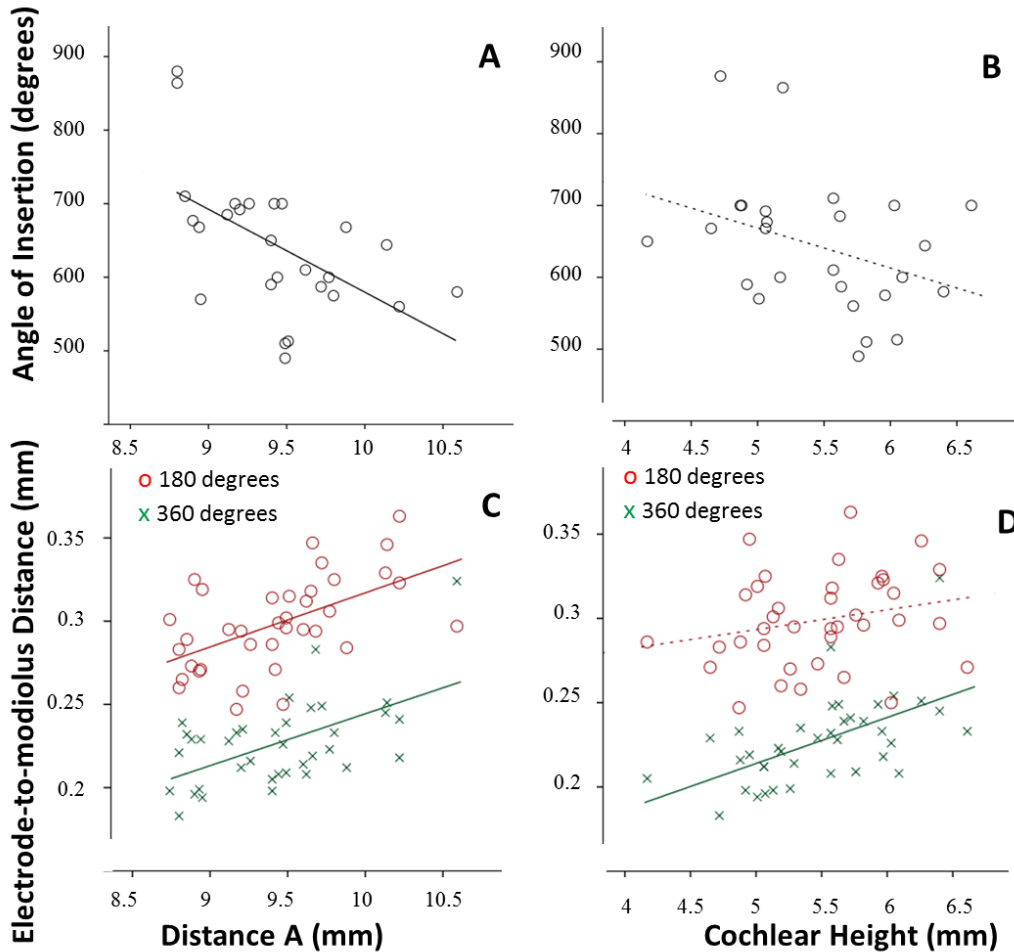 Angle of Insertion (degrees)
A
900
800
700
600
500
8.5 9 9.5 10 10.5
B
900
800
700
600
500
4 4.5 5 5.5 6 6.5
Electrode-to-modiolus Distance (mm)
180 degrees
360 degrees
C
0.35
0.3
0.25
0.2
8.5 9 9.5 10 10.5
Distance A (mm)
180 degrees
360 degrees
D
0.35
0.3
0.25
0.2
4 4.5 5 5.5 6 6.5
Cochlear Height (mm)